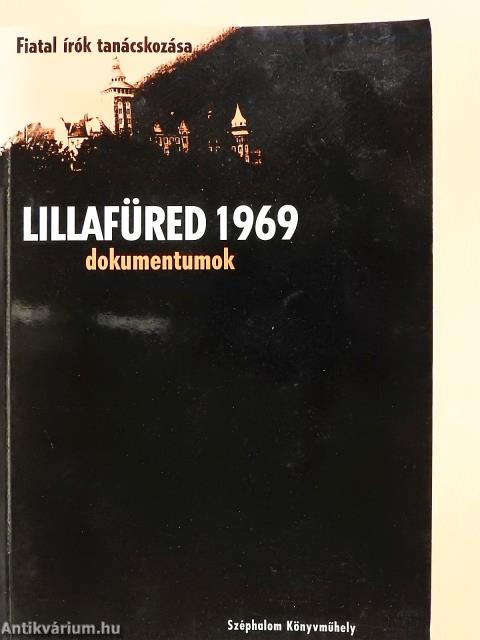 Fiatal írók tanácskozása
LILLAFÜRED 1969
dokumentumok
Széphalom Könyvműhely
Antikvárium.hu